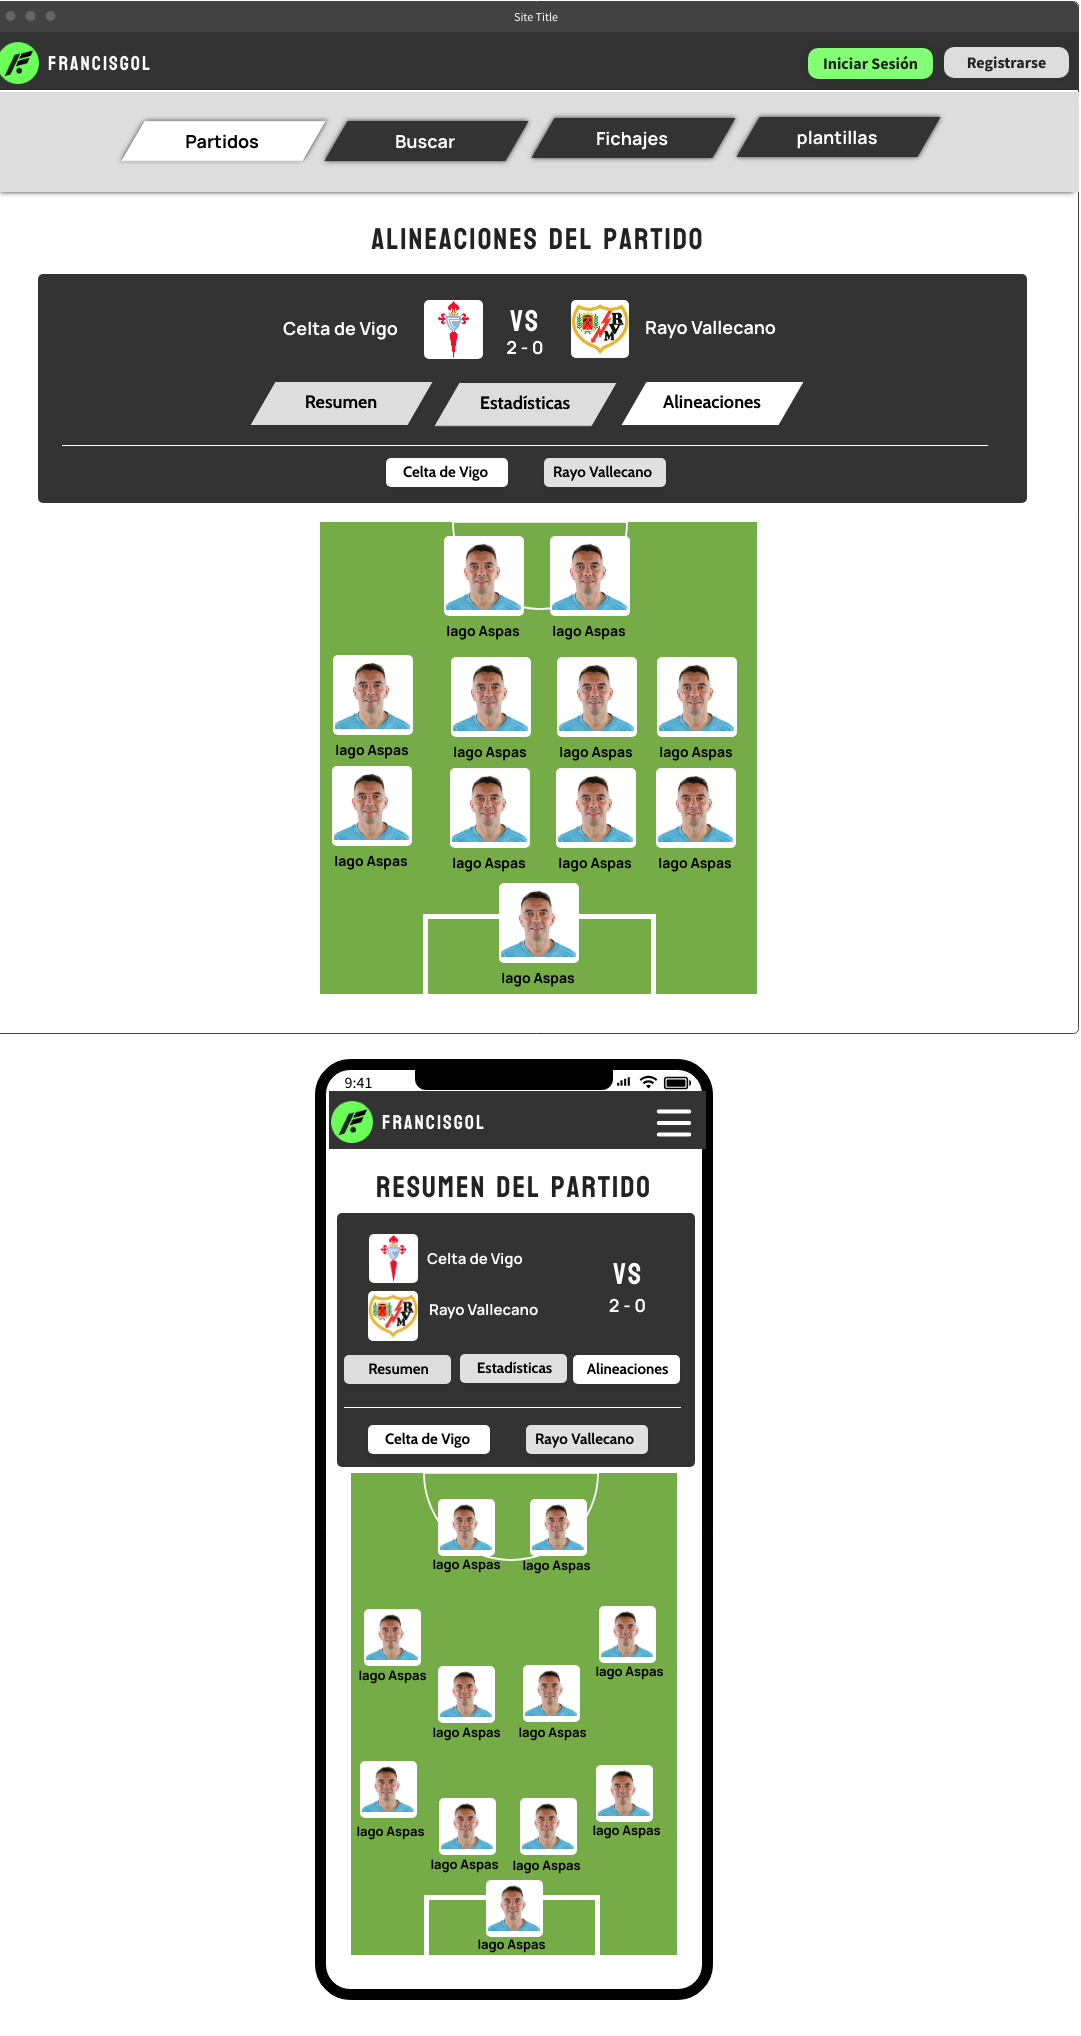 Site Title
FRANCISGOL
Iniciar Sesión
Registrarse
Partidos
Buscar
Fichajes
plantillas
ALINEACIONES DEL PARTIDO
Celta de Vigo
VS
2 - 0
Rayo Vallecano
Resumen
Estadísticas
Alineaciones
Celta de Vigo
Rayo Vallecano
Iago Aspas
Iago Aspas
Iago Aspas
Iago Aspas
Iago Aspas
Iago Aspas
Iago Aspas
Iago Aspas
Iago Aspas
Iago Aspas
Iago Aspas
9:41
FRANCISGOL
RESUMEN DEL PARTIDO
Celta de Vigo
Rayo Vallecano
VS
2 - 0
Resumen
Estadísticas
Alineaciones
Celta de Vigo
Rayo Vallecano
Iago Aspas
Iago Aspas
Iago Aspas
Iago Aspas
Iago Aspas
Iago Aspas
Iago Aspas
Iago Aspas
Iago Aspas
Iago Aspas
Iago Aspas